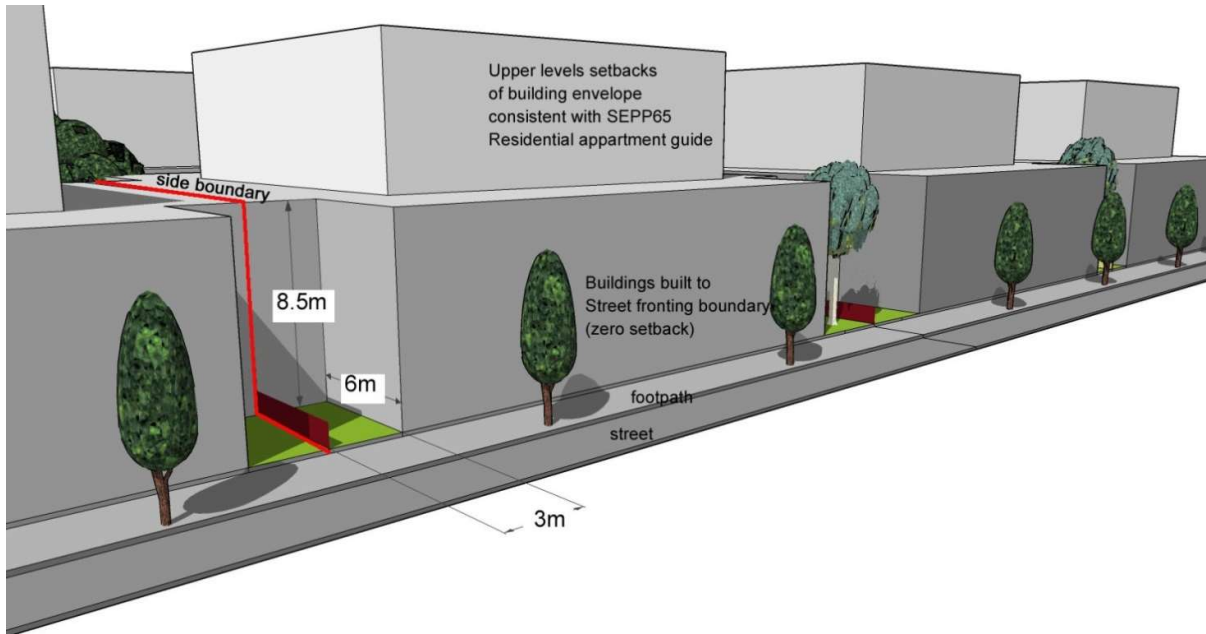 Upper levels setbacks
of building envelope
consistent with SEPP65
Residential appartment guide
side boundary
8.5m
Buildings built to
Street fronting boundary
(zero setback)
6m
footpath
street
3m